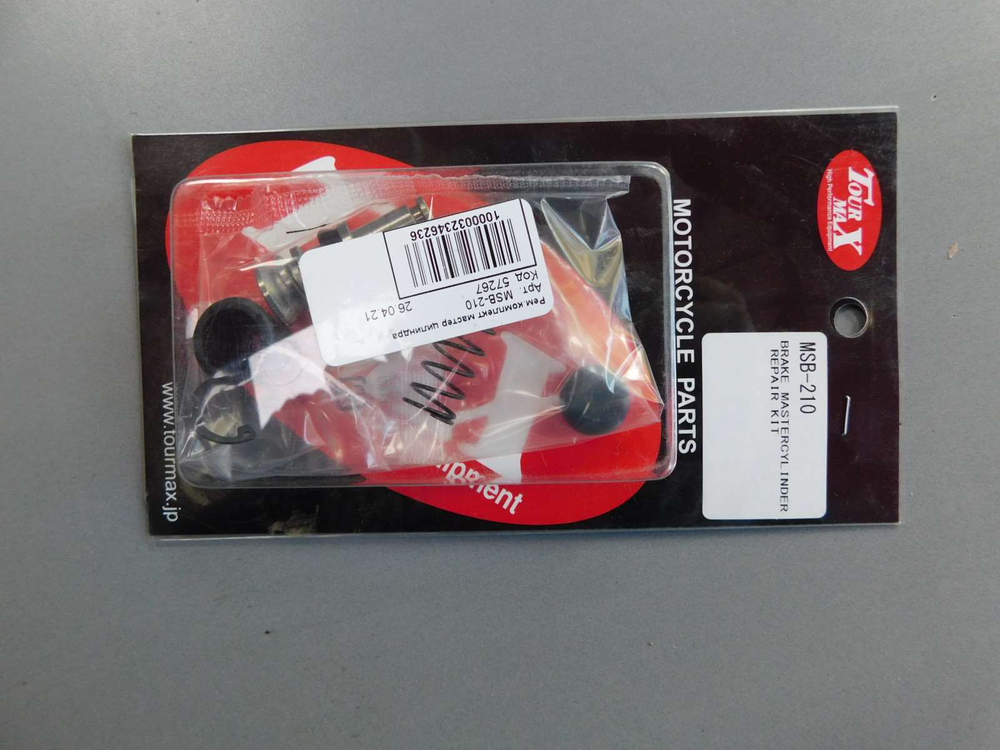 TOUR
MAX
High Performance Equipment
MSB-210
BRAKE MASTERCYLINDER
REPAIR KIT
MOTORCYCLE PARTS
Рем.комплект мастер цилиндра
Арт. MSB-210
Код. 57267
26.04.21
1000032346236
www.tourmax.jp